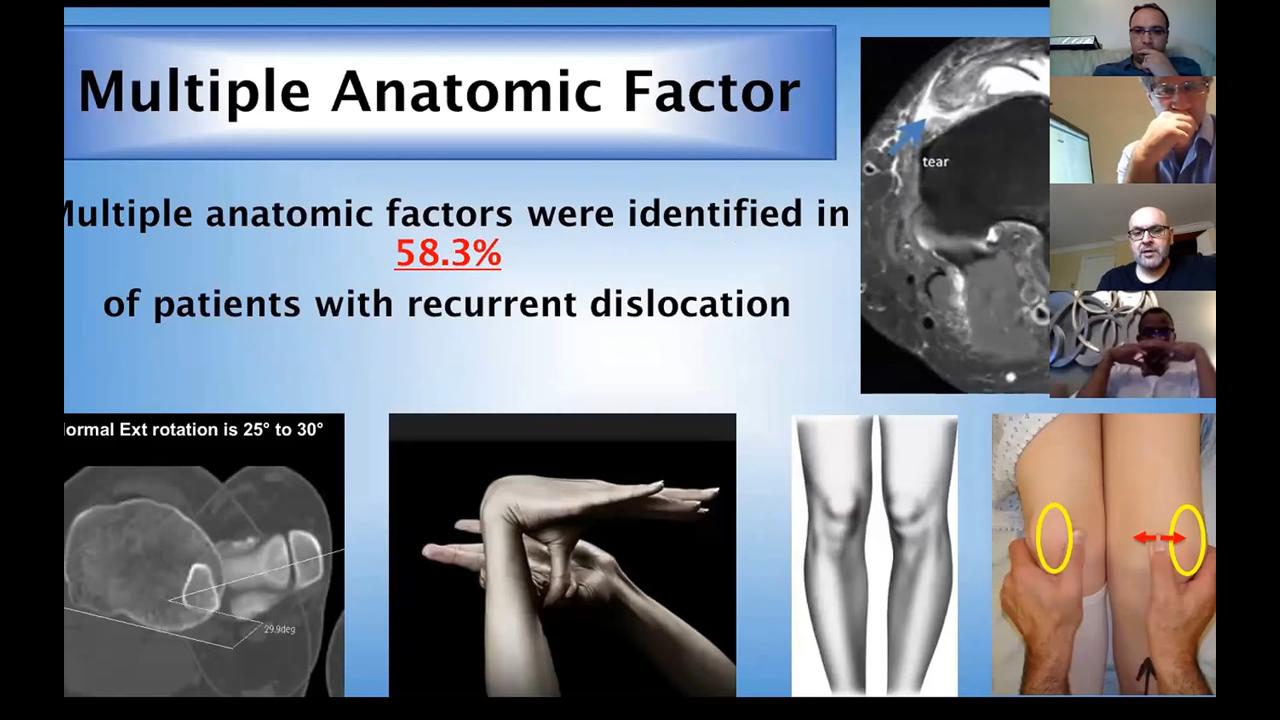 Multiple Anatomic Factor
tear
Multiple anatomic factors were identified in
58.3%
of patients with recurrent dislocation
ormal Ext rotation is 25° to 30°
29.9deg